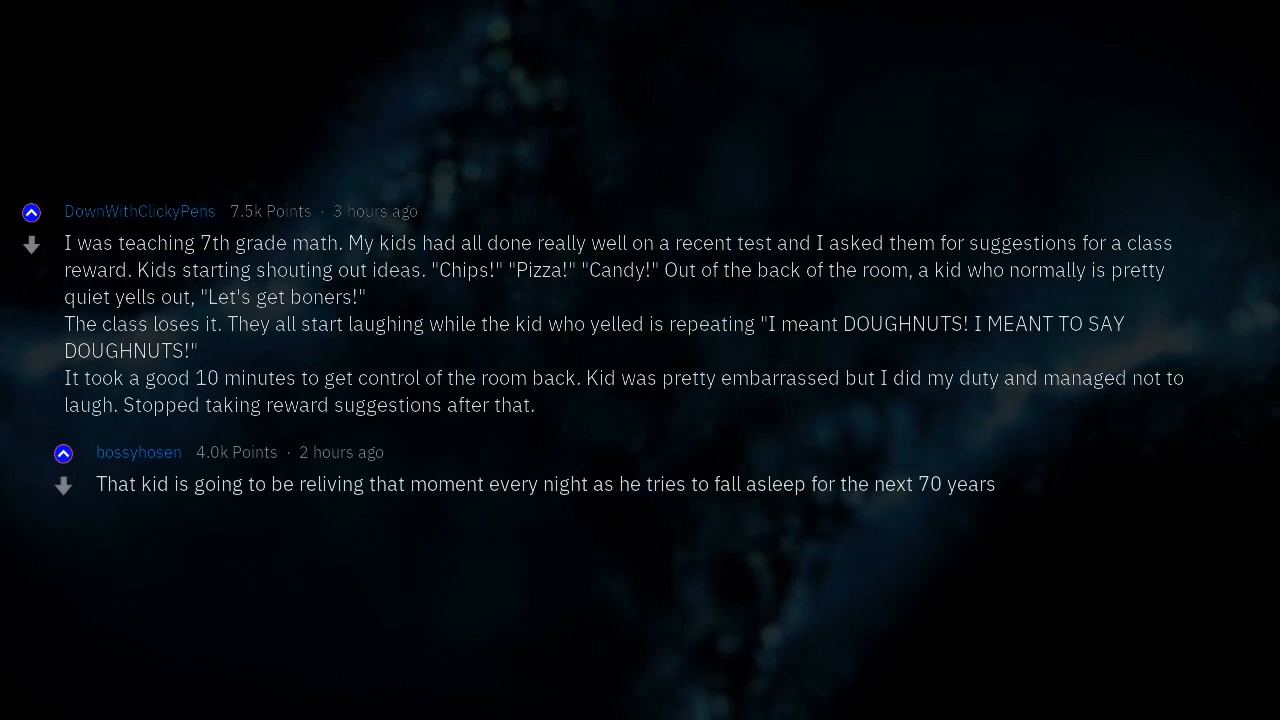 DownWithClickyPens 7.5k Points · 3 hours ago
I was teaching 7th grade math. My kids had all done really well on a recent test and I asked them for suggestions for a class
reward. Kids starting shouting out ideas. "Chips!" "Pizza!" "Candy!" Out of the back of the room, a kid who normally is pretty
quiet yells out, "Let's get boners!"
The class loses it. They all start laughing while the kid who yelled is repeating "I meant DOUGHNUTS! I MEANT TO SAY
DOUGHNUTS!"
It took a good 10 minutes to get control of the room back. Kid was pretty embarrassed but I did my duty and managed not to
laugh. Stopped taking reward suggestions after that.
bossyhosen 4.0k Points · 2 hours ago
That kid is going to be reliving that moment every night as he tries to fall asleep for the next 70 years